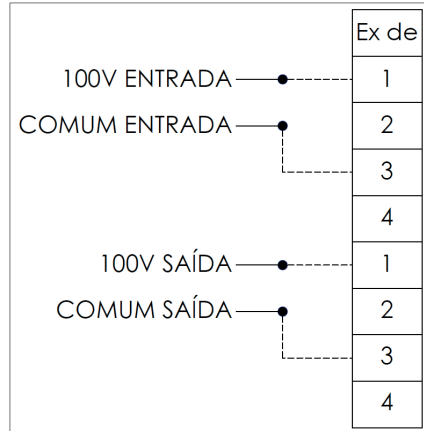 Ex de
100V ENTRADA 1
COMUM ENTRADA 2
3
4
100V SAÍDA 1
COMUM SAÍDA 2
3
4